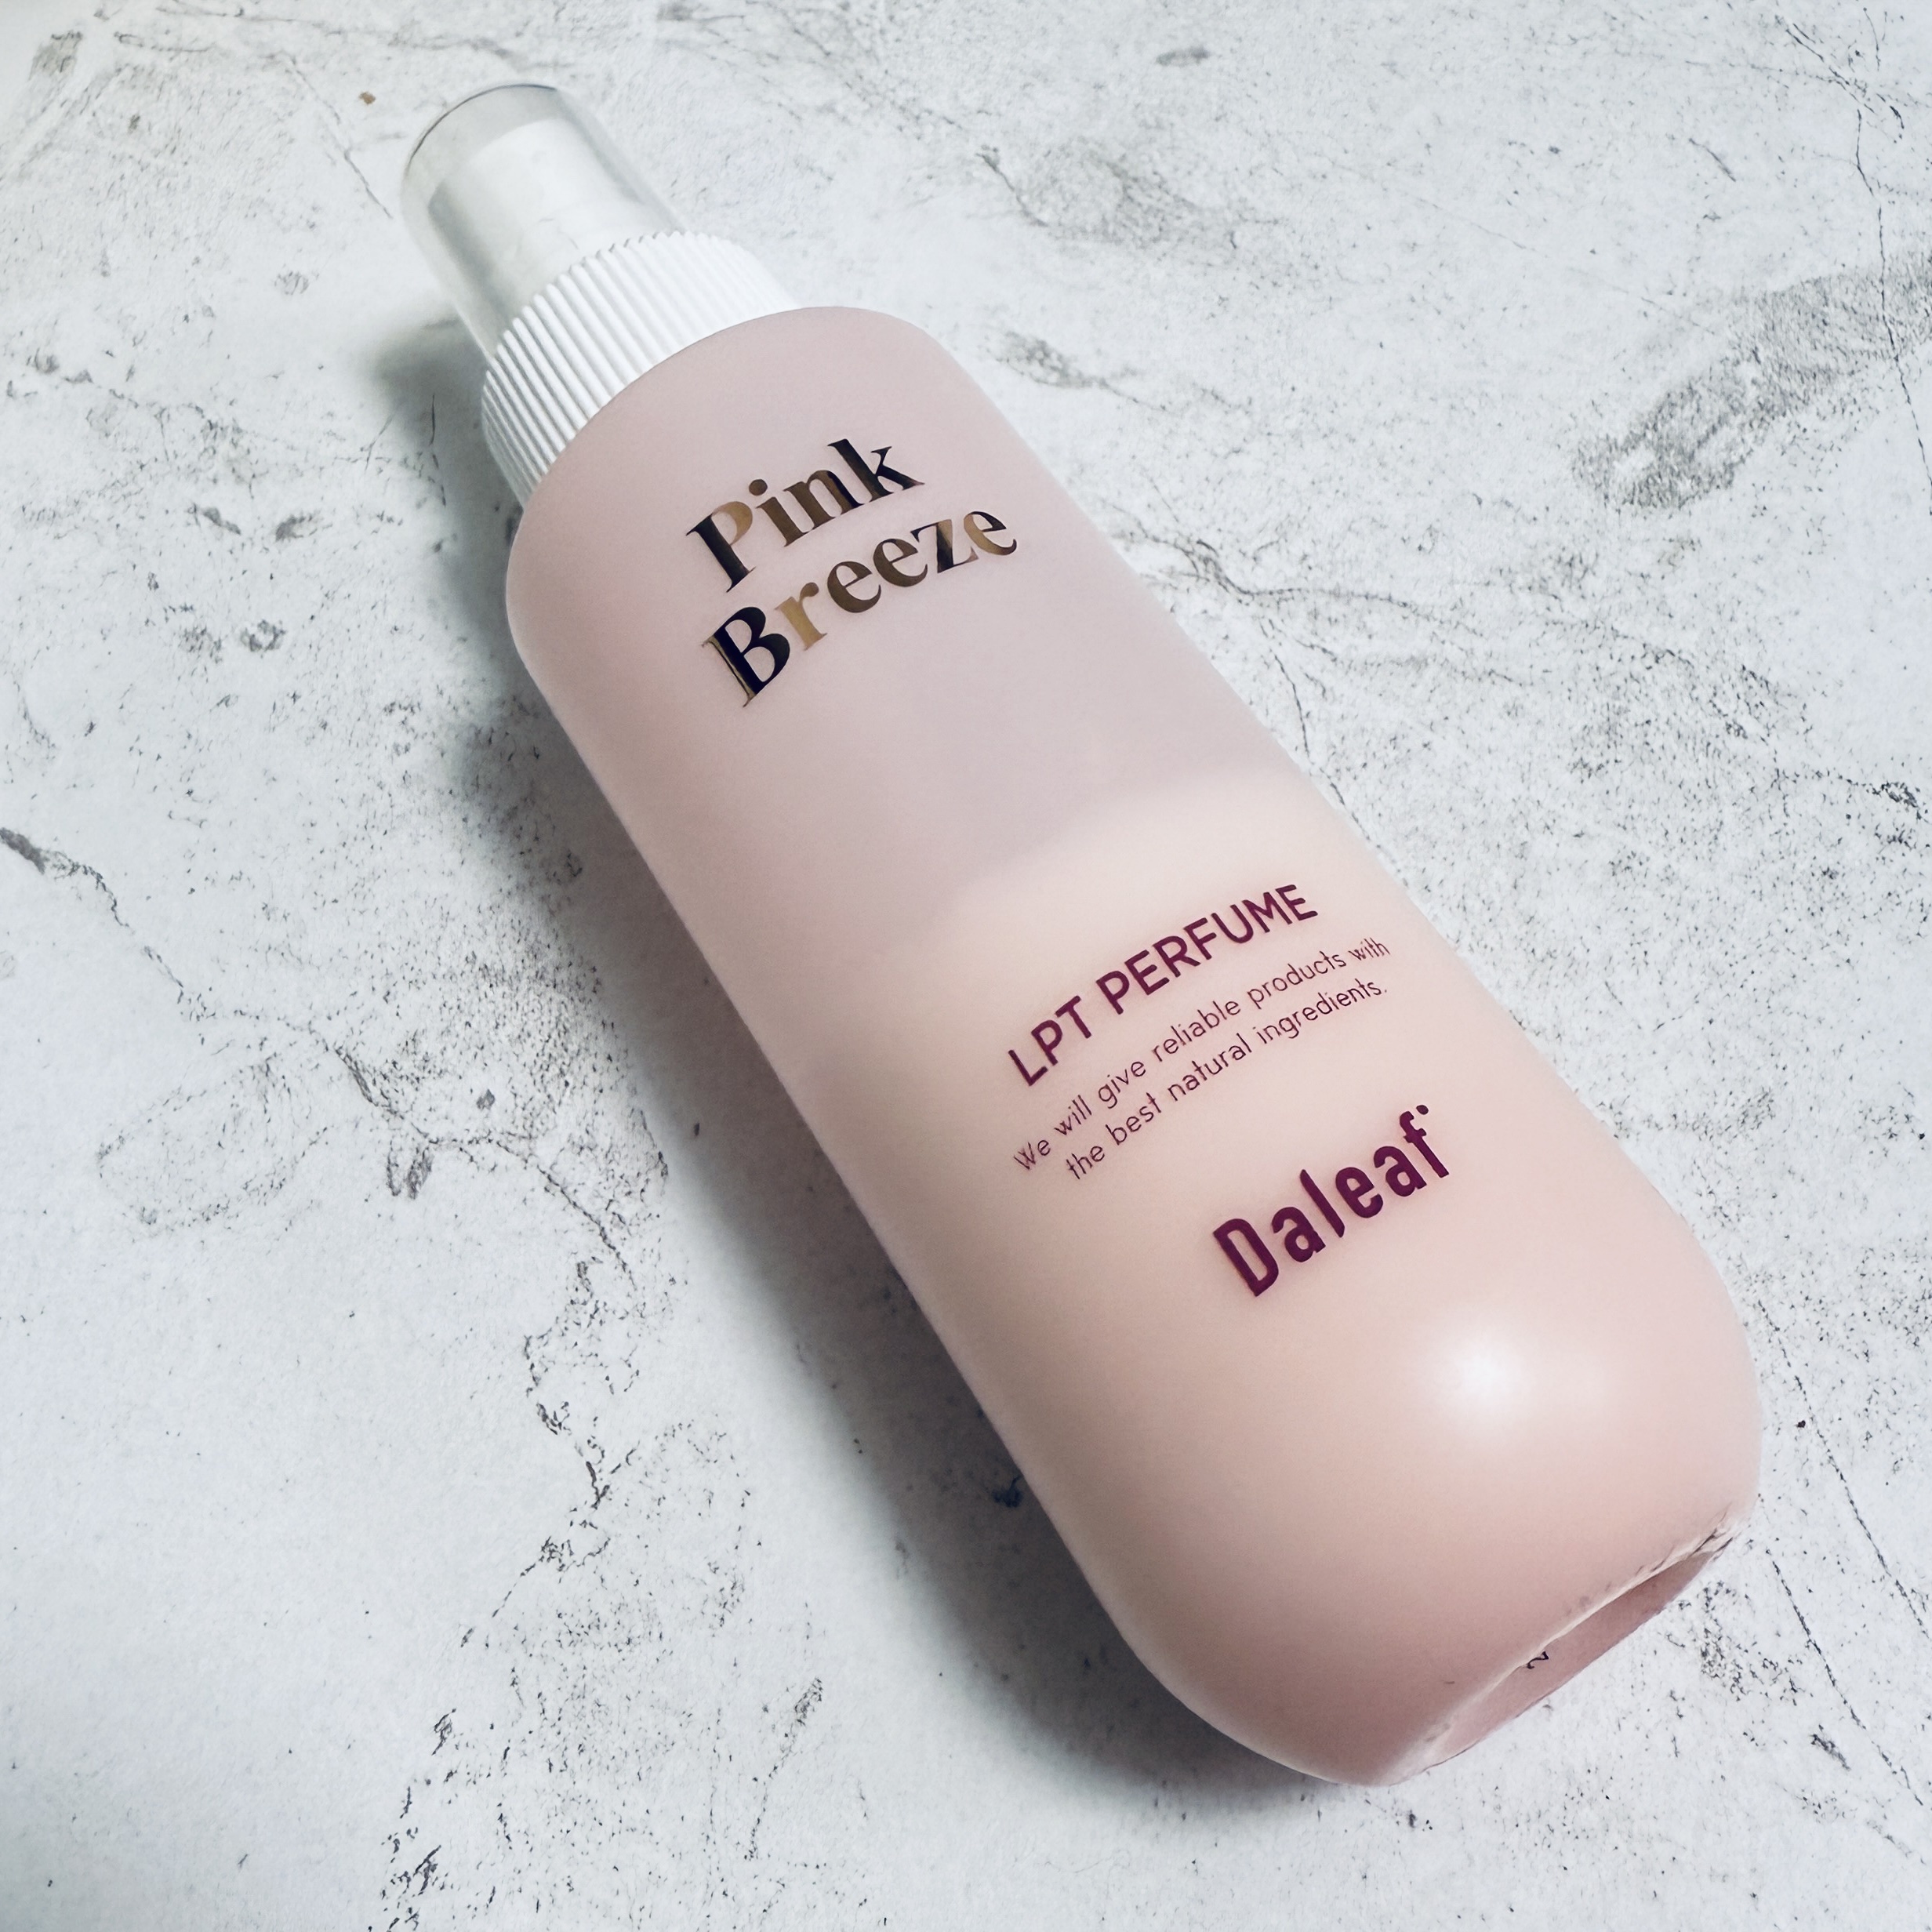 Pink
Breeze
LPT PERFUME
We will give reliable products with
the best natural ingredients.
Daleaf